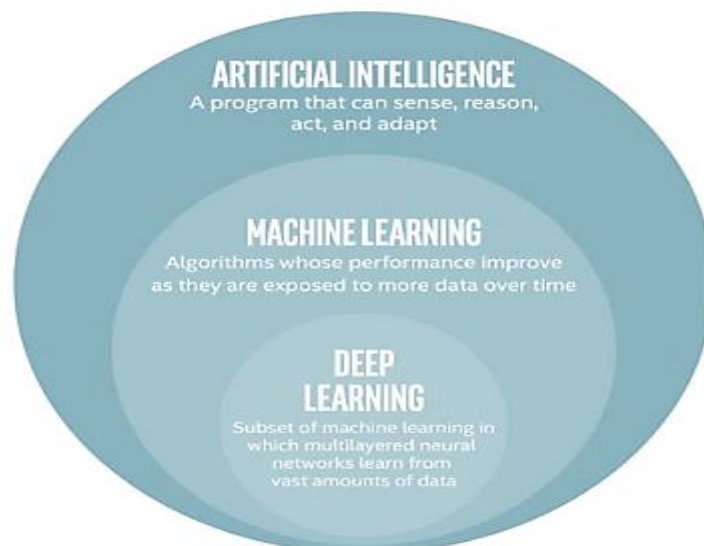 ARTIFICIAL INTELLIGENCE
A program that can sense, reason,
act, and adapt
MACHINE LEARNING
Algorithms whose performance improve
as they are exposed to more data over time
DEEP
LEARNING
Subset of machine learning in
which multilayered neural
networks learn from
vast amounts of data